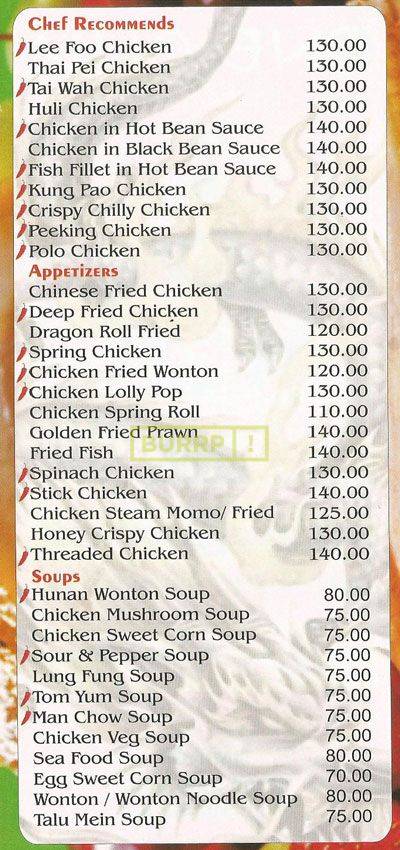 Chef Recommends
Lee Foo Chicken 130.00
Thai Pei Chicken 130.00
Tai Wah Chicken 130.00
Huli Chicken 130.00
Chicken in Hot Bean Sauce 140.00
Chicken in Black Bean Sauce 140.00
Fish Fillet in Hot Bean Sauce 140.00
Kung Pao Chicken 130.00
Crispy Chilly Chicken 130.00
Peeking Chicken 130.00
Polo Chicken 130.00
Appetizers
Chinese Fried Chicken 130.00
Deep Fried Chicken 130.00
Dragon Roll Fried 120.00
Spring Chicken 130.00
Chicken Fried Wonton 120.00
Chicken Lolly Pop 130.00
Chicken Spring Roll 110.00
Golden Fried Prawn 140.00
BURRP!
Fried Fish 140.00
Spinach Chicken 130.00
Stick Chicken 140.00
Chicken Steam Momo/ Fried 125.00
Honey Crispy Chicken 130.00
Threaded Chicken 140.00
Soups
Hunan Wonton Soup 80.00
Chicken Mushroom Soup 75.00
Chicken Sweet Corn Soup 75.00
Sour & Pepper Soup 75.00
Lung Fung Soup 75.00
Tom Yum Soup 75.00
Man Chow Soup 75.00
Chicken Veg Soup 75.00
Sea Food Soup 80.00
Egg Sweet Corn Soup 70.00
Wonton / Wonton Noodle Soup 80.00
Talu Mein Soup 75.00